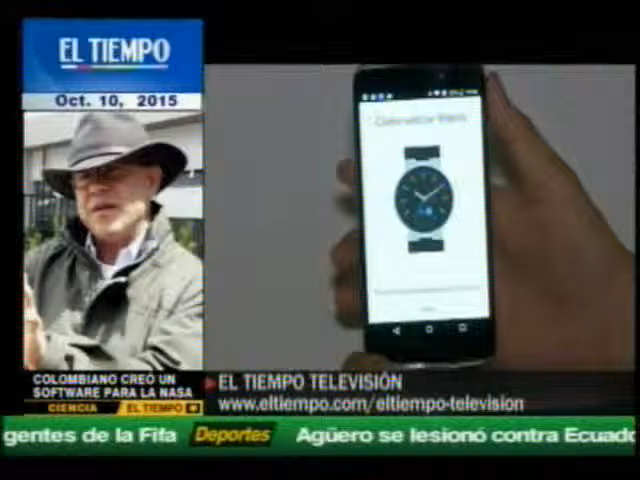 EL TIEMPO
Oct. 10, 2015
COLOMBIANO CREÓ UN
SOFTWARE PARA LA NASA
CIENCIA
EL TIEMPO
EL TIEMPO TELEVISIÓN
www.eltiempo.com/eltiempo-television
gentes de la Fifa
Deportes
Agüero se lesionó contra Ecuado